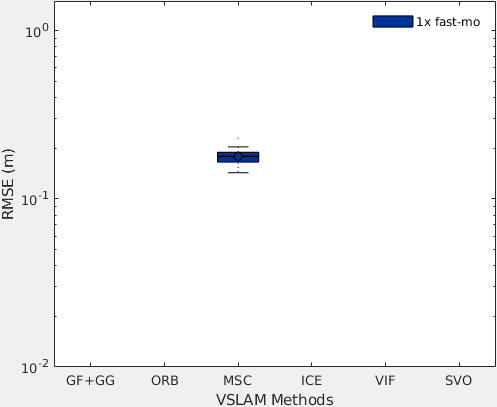 1x fast-mo
10^0
10^-1
10^-2
RMSE (m)
GF+GG ORB MSC ICE VIF SVO
VSLAM Methods